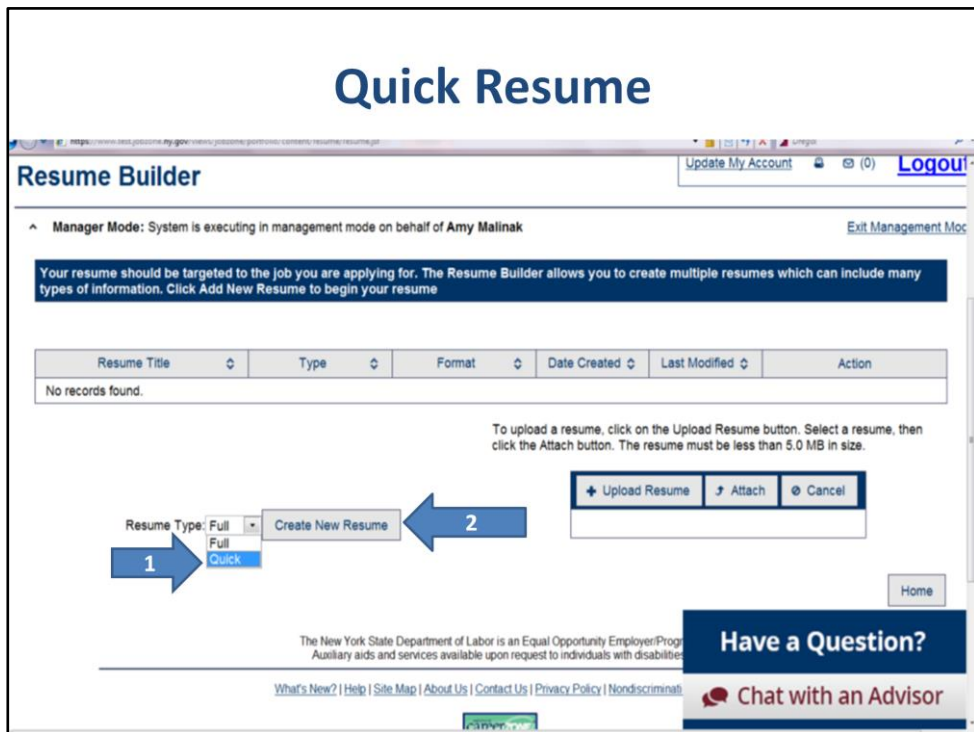 Quick Resume
Resume Builder
Update My Account (0) Logout
Manager Mode: System is executing in management mode on behalf of Amy Malinak
Exit Management Mod
Your resume should be targeted to the job you are applying for. The Resume Builder allows you to create multiple resumes which can include many
types of information. Click Add New Resume to begin your resume
Resume Title Type Format Date Created Last Modified Action
No records found.
To upload a resume, click on the Upload Resume button. Select a resume, then
click the Attach button. The resume must be less than 5.0 MB in size.
Upload Resume Attach Cancel
Resume Type: Full Create New Resume
2
Full
Quick
1
Home
The New York State Department of Labor is an Equal Opportunity Employer/Progr
Auxiliary aids and services available upon request to individuals with disabilities
What's New? | Help | Site Map | About Us | Contact Us | Privacy Policy | Nondiscriminati
Have a Question?
Chat with an Advisor